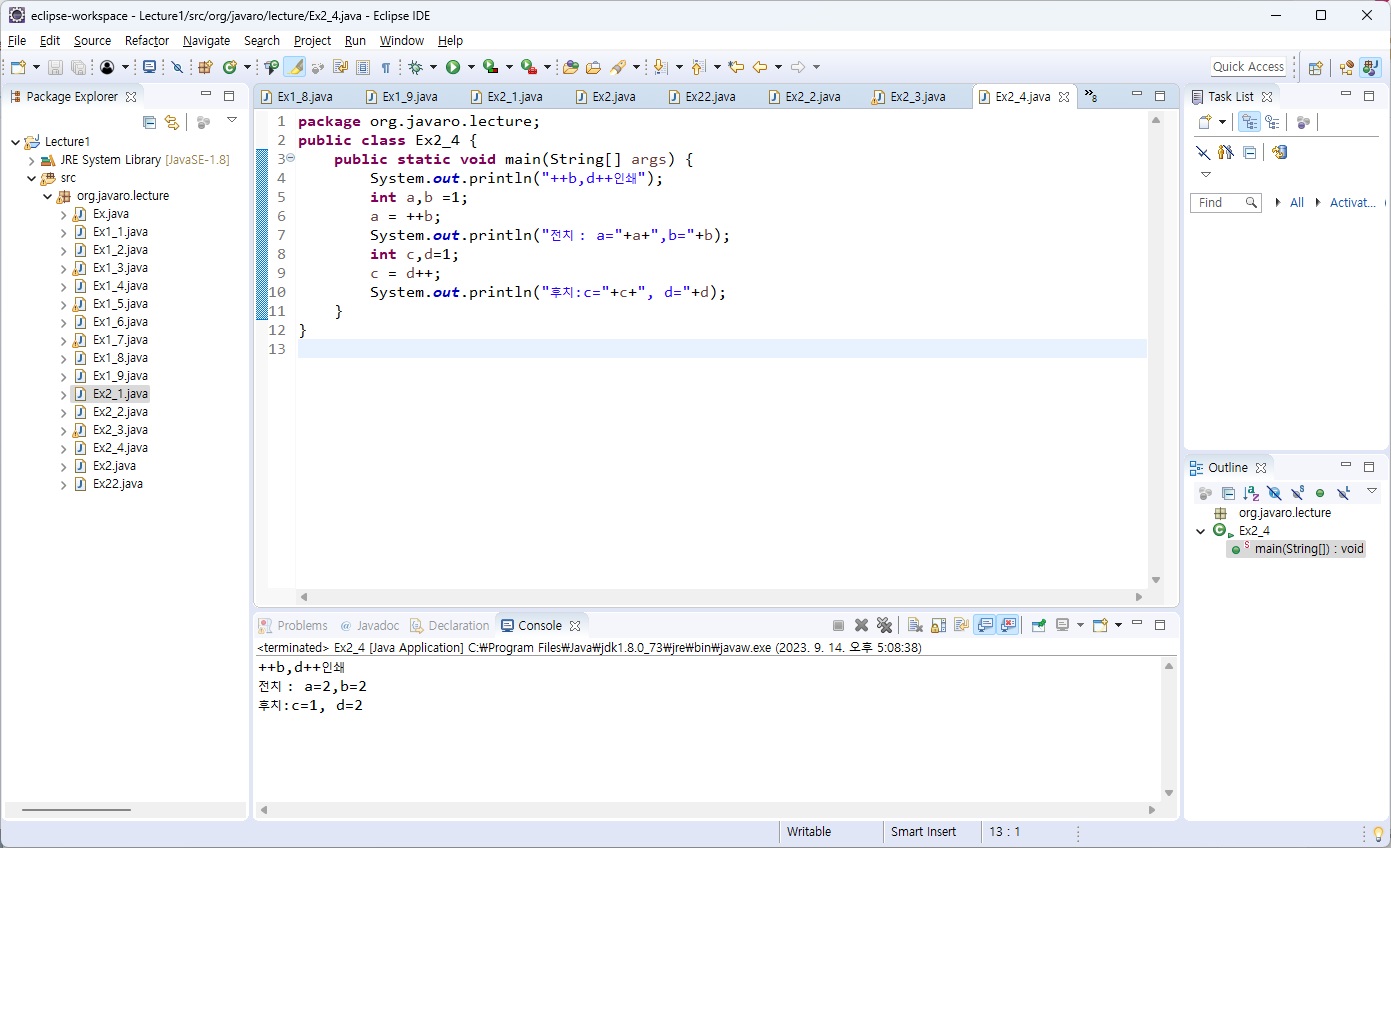 eclipse-workspace - Lecture1/src/org/javaro/lecture/Ex2_4.java - Eclipse IDE
File Edit Source Refactor Navigate Search Project Run Window Help
Quick Access
Package Explorer
Lecture1
JRE System Library [JavaSE-1.8]
src
org.javaro.lecture
Ex.java
Ex1_1.java
Ex1_2.java
Ex1_3.java
Ex1_4.java
Ex1_5.java
Ex1_6.java
Ex1_7.java
Ex1_8.java
Ex1_9.java
Ex2_1.java
Ex2_2.java
Ex2_3.java
Ex2_4.java
Ex2.java
Ex22.java
Ex1_8.java Ex1_9.java Ex2_1.java Ex2.java Ex22.java Ex2_2.java Ex2_3.java Ex2_4.java »8
1 package org.javaro.lecture;
2 public class Ex2_4 {
3 public static void main(String[] args) {
4 System.out.println("++b,d++인쇄");
5 int a,b =1;
6 a = ++b;
7 System.out.println("전치 : a="+a+",b="+b);
8 int c,d=1;
9 c = d++;
10 System.out.println("후치:c="+c+", d="+d);
11 }
12 }
13
Problems Javadoc Declaration Console
<terminated> Ex2_4 [Java Application] C:₩Program Files₩Java₩jdk1.8.0_73₩jre₩bin₩javaw.exe (2023. 9. 14. 오후 5:08:38)
++b,d++인쇄
전치 : a=2,b=2
후치:c=1, d=2
Task List
Find All Activat...
Outline
org.javaro.lecture
Ex2_4
main(String[]) : void
Writable Smart Insert 13 : 1